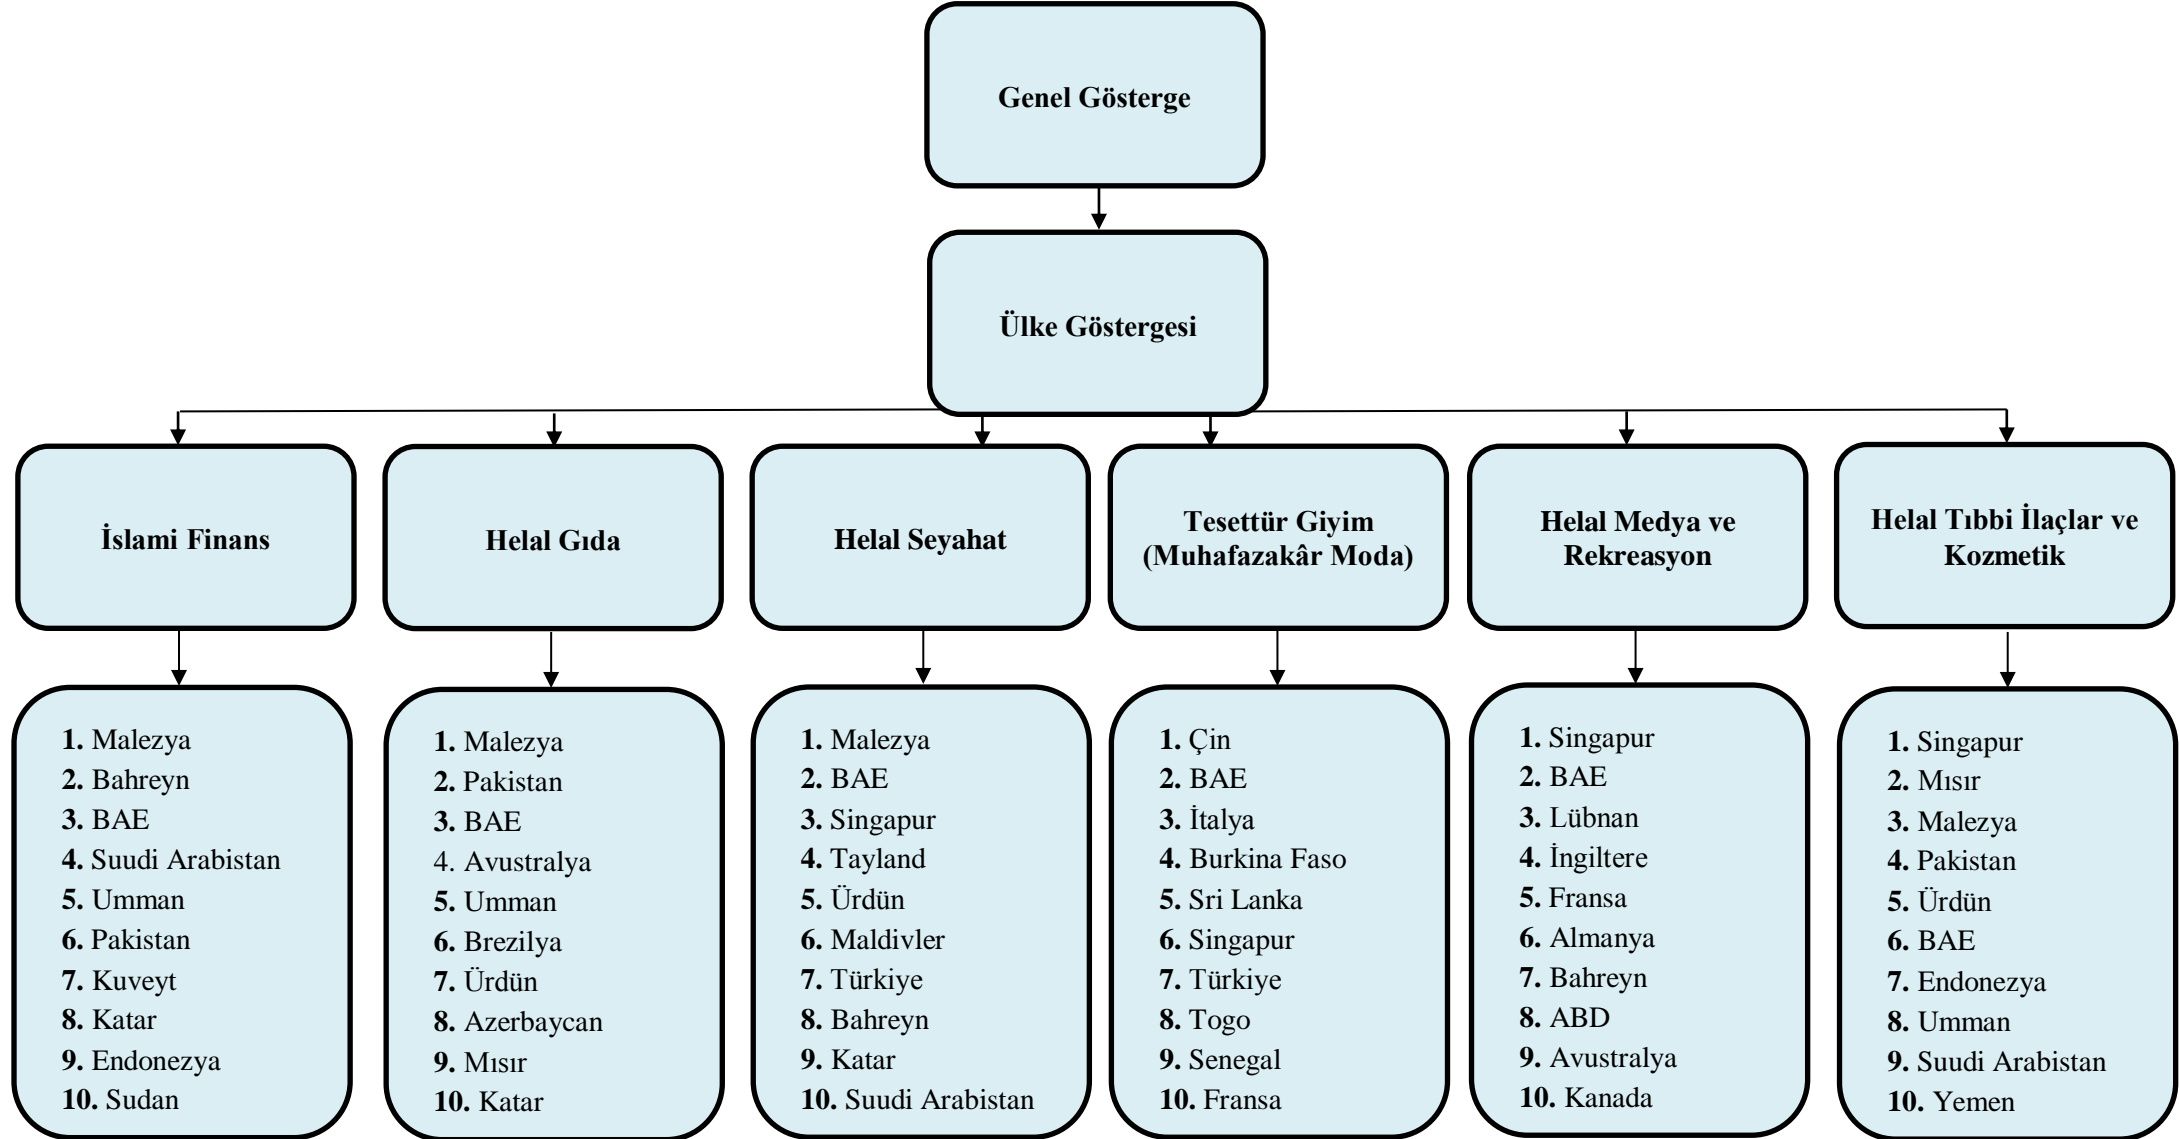 Genel Gösterge
Ülke Göstergesi
İslami Finans
Helal Gıda
Helal Seyahat
Tesettür Giyim
(Muhafazakâr Moda)
Helal Medya ve
Rekreasyon
Helal Tıbbi İlaçlar ve
Kozmetik
1. Malezya
2. Bahreyn
3. BAE
4. Suudi Arabistan
5. Umman
6. Pakistan
7. Kuveyt
8. Katar
9. Endonezya
10. Sudan
1. Malezya
2. Pakistan
3. BAE
4. Avustralya
5. Umman
6. Brezilya
7. Ürdün
8. Azerbaycan
9. Mısır
10. Katar
1. Malezya
2. BAE
3. Singapur
4. Tayland
5. Ürdün
6. Maldivler
7. Türkiye
8. Bahreyn
9. Katar
10. Suudi Arabistan
1. Çin
2. BAE
3. İtalya
4. Burkina Faso
5. Sri Lanka
6. Singapur
7. Türkiye
8. Togo
9. Senegal
10. Fransa
1. Singapur
2. BAE
3. Lübnan
4. İngiltere
5. Fransa
6. Almanya
7. Bahreyn
8. ABD
9. Avustralya
10. Kanada
1. Singapur
2. Mısır
3. Malezya
4. Pakistan
5. Ürdün
6. BAE
7. Endonezya
8. Umman
9. Suudi Arabistan
10. Yemen